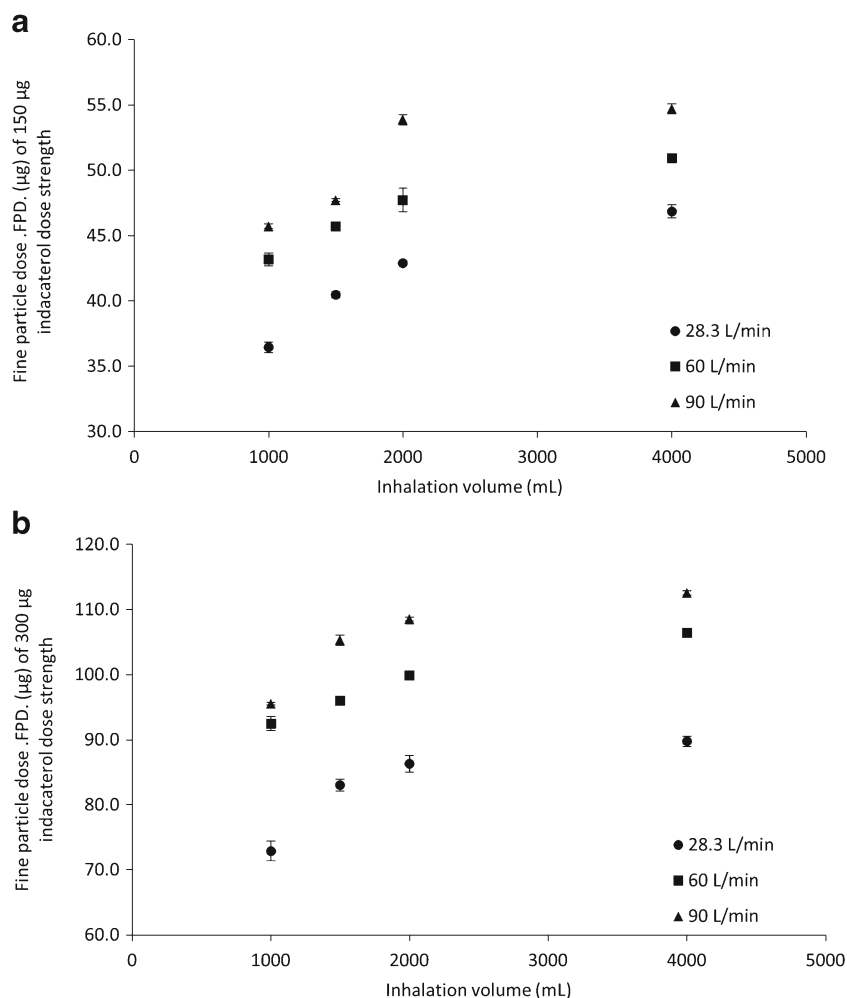 a
Fine particle dose .FPD. (µg) of 150 µg
indacaterol dose strength
60.0
55.0
50.0
45.0
40.0
35.0
30.0
0 1000 2000 3000 4000 5000
Inhalation volume (mL)
28.3 L/min
60 L/min
90 L/min
b
Fine particle dose .FPD. (µg) of 300 µg
indacaterol dose strength
120.0
110.0
100.0
90.0
80.0
70.0
60.0
0 1000 2000 3000 4000 5000
Inhalation volume (mL)
28.3 L/min
60 L/min
90 L/min